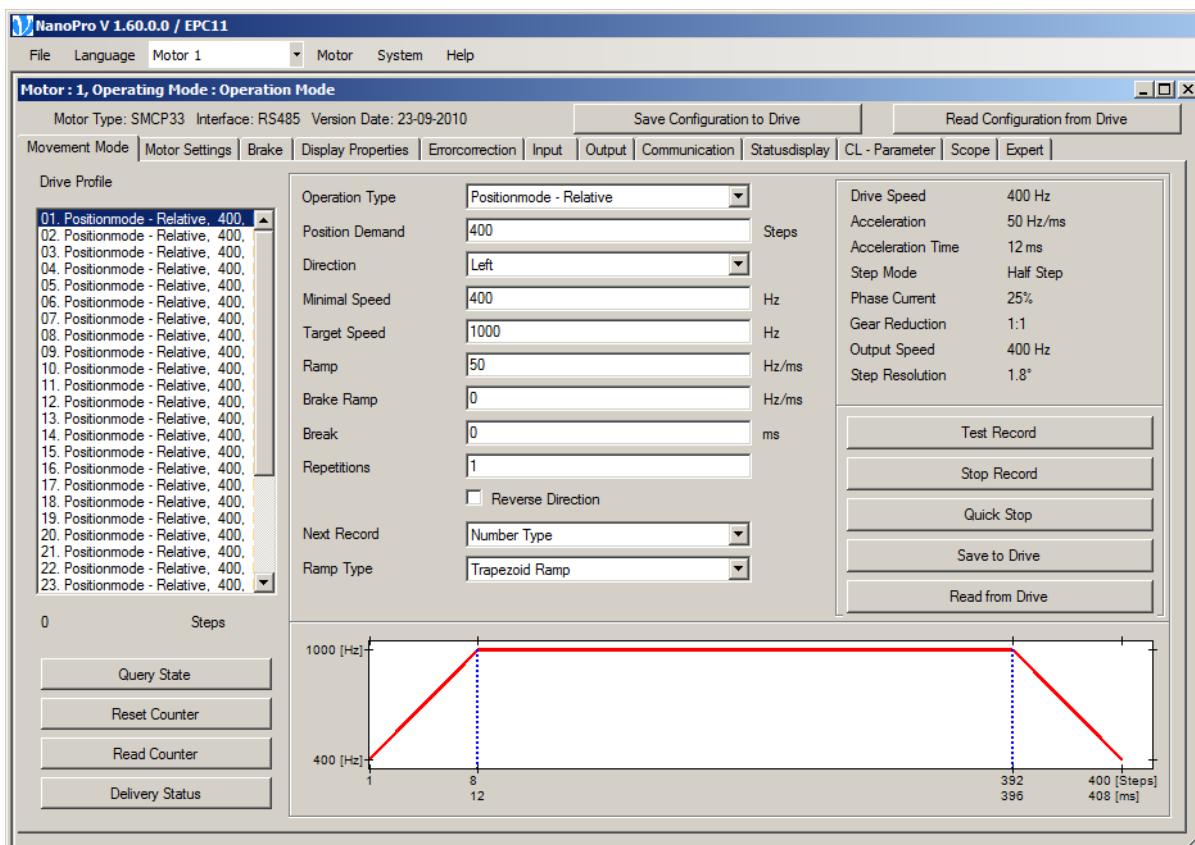 NanoPro V 1.60.0.0 / EPC11
File Language Motor 1 Motor System Help
Motor : 1, Operating Mode : Operation Mode
Motor Type: SMCP33 Interface: RS485 Version Date: 23-09-2010 Save Configuration to Drive Read Configuration from Drive
Movement Mode Motor Settings Brake Display Properties Errorcorrection Input Output Communication Statusdisplay CL - Parameter Scope Expert
Drive Profile
01. Positionmode - Relative, 400,
02. Positionmode - Relative, 400,
03. Positionmode - Relative, 400,
04. Positionmode - Relative, 400,
05. Positionmode - Relative, 400,
06. Positionmode - Relative, 400,
07. Positionmode - Relative, 400,
08. Positionmode - Relative, 400,
09. Positionmode - Relative, 400,
10. Positionmode - Relative, 400,
11. Positionmode - Relative, 400,
12. Positionmode - Relative, 400,
13. Positionmode - Relative, 400,
14. Positionmode - Relative, 400,
15. Positionmode - Relative, 400,
16. Positionmode - Relative, 400,
17. Positionmode - Relative, 400,
18. Positionmode - Relative, 400,
19. Positionmode - Relative, 400,
20. Positionmode - Relative, 400,
21. Positionmode - Relative, 400,
22. Positionmode - Relative, 400,
23. Positionmode - Relative, 400,
0 Steps
Query State
Reset Counter
Read Counter
Delivery Status
Operation Type Positionmode - Relative
Position Demand 400 Steps
Direction Left
Minimal Speed 400 Hz
Target Speed 1000 Hz
Ramp 50 Hz/ms
Brake Ramp 0 Hz/ms
Break 0 ms
Repetitions 1
Reverse Direction
Next Record Number Type
Ramp Type Trapezoid Ramp
Drive Speed 400 Hz
Acceleration 50 Hz/ms
Acceleration Time 12 ms
Step Mode Half Step
Phase Current 25%
Gear Reduction 1:1
Output Speed 400 Hz
Step Resolution 1.8°
Test Record
Stop Record
Quick Stop
Save to Drive
Read from Drive
1000 [Hz]
400 [Hz]
1 8 392 400 [Steps]
12 396 408 [ms]